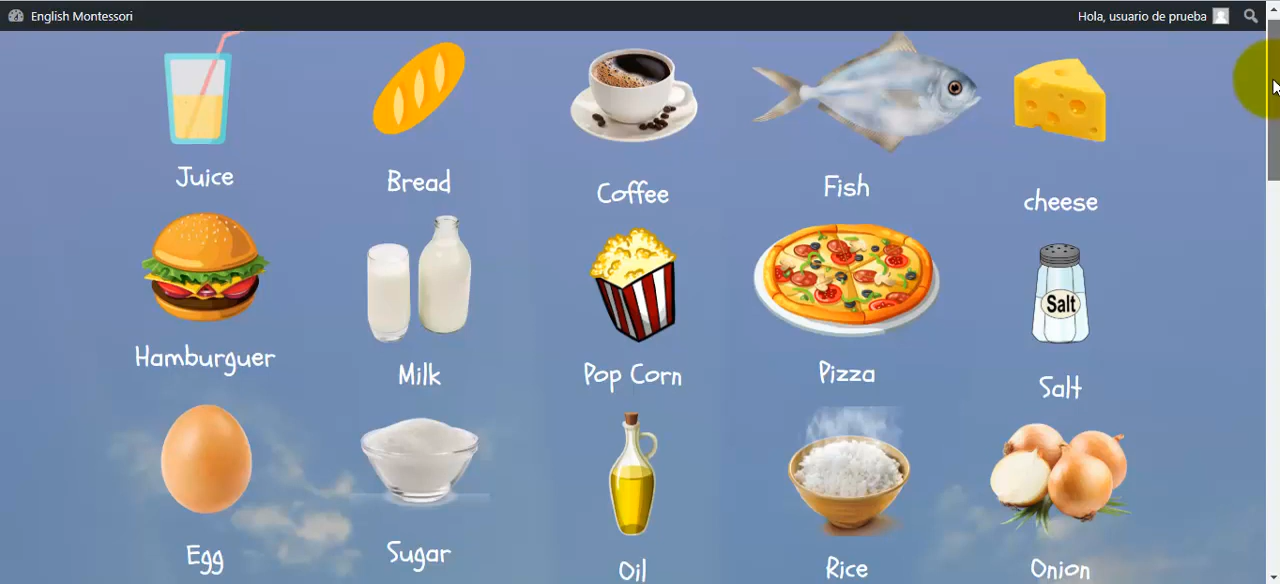 English Montessori
Hola, usuario de prueba
Juice
Bread
Coffee
Fish
cheese
Hamburguer
Milk
Pop Corn
Pizza
Salt
Salt
Egg
Sugar
Oil
Rice
Onion